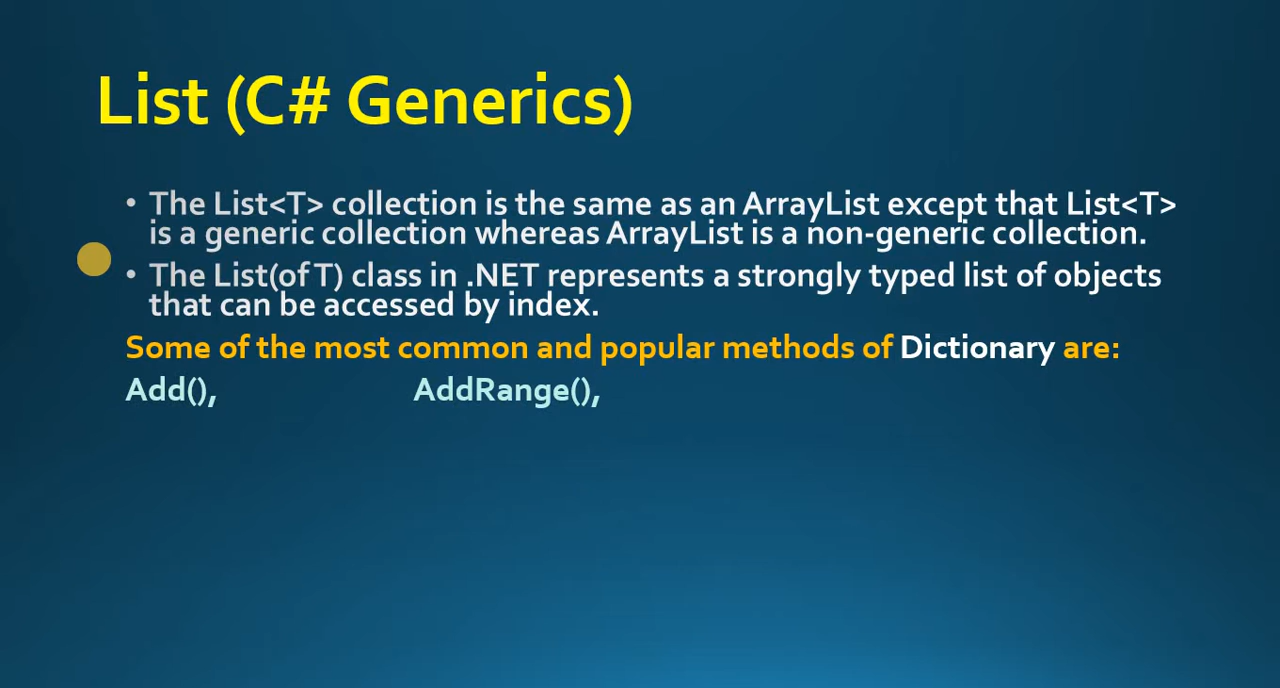 List (C# Generics)
• The List<T> collection is the same as an ArrayList except that List<T>
is a generic collection whereas ArrayList is a non-generic collection.
• The List(of T) class in .NET represents a strongly typed list of objects
that can be accessed by index.
Some of the most common and popular methods of Dictionary are:
Add(), AddRange(),